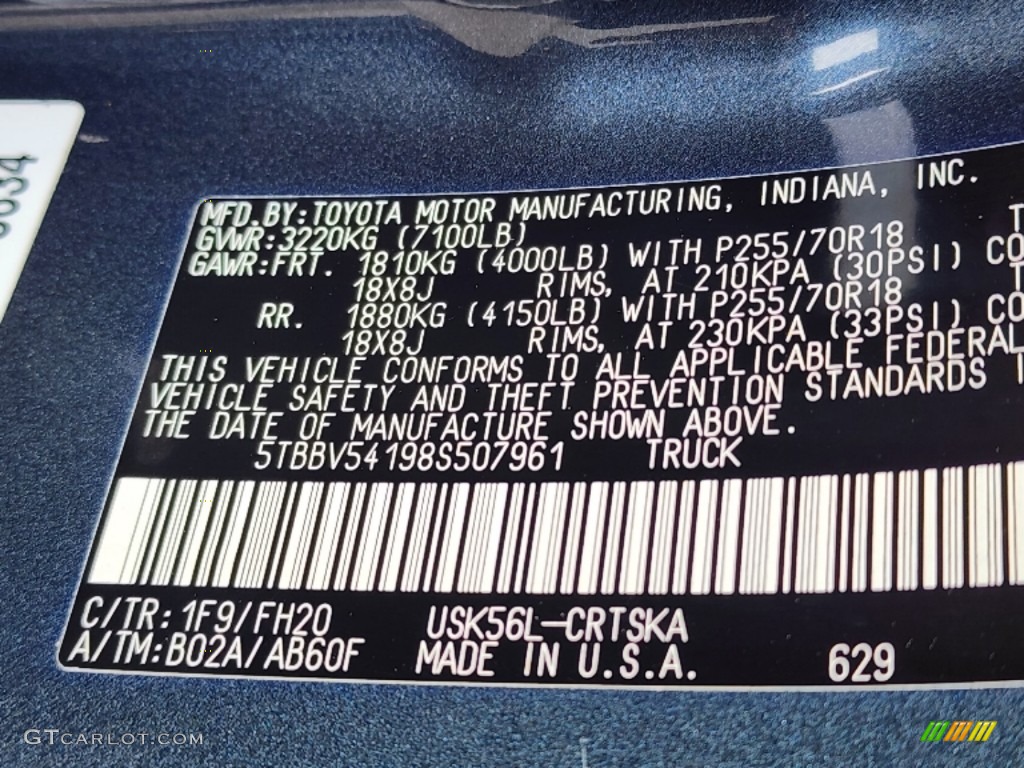 MFD.BY:TOYOTA MOTOR MANUFACTURING, INDIANA, INC.
GVWR:3220KG (7100LB)
GAWR:FRT. 1810KG (4000LB) WITH P255/70R18 T
18X8J RIMS, AT 210KPA (30PSI) CO
RR. 1880KG (4150LB) WITH P255/70R18 T
18X8J RIMS, AT 230KPA (33PSI) CO
THIS VEHICLE CONFORMS TO ALL APPLICABLE FEDERAL
VEHICLE SAFETY AND THEFT PREVENTION STANDARDS I
THE DATE OF MANUFACTURE SHOWN ABOVE.
5TBBV54198S507961 TRUCK
C/TR:1F9/FH20 USK56L-CRTSKA
A/TM:B02A/AB60F MADE IN U.S.A. 629
GTCARLOT.COM